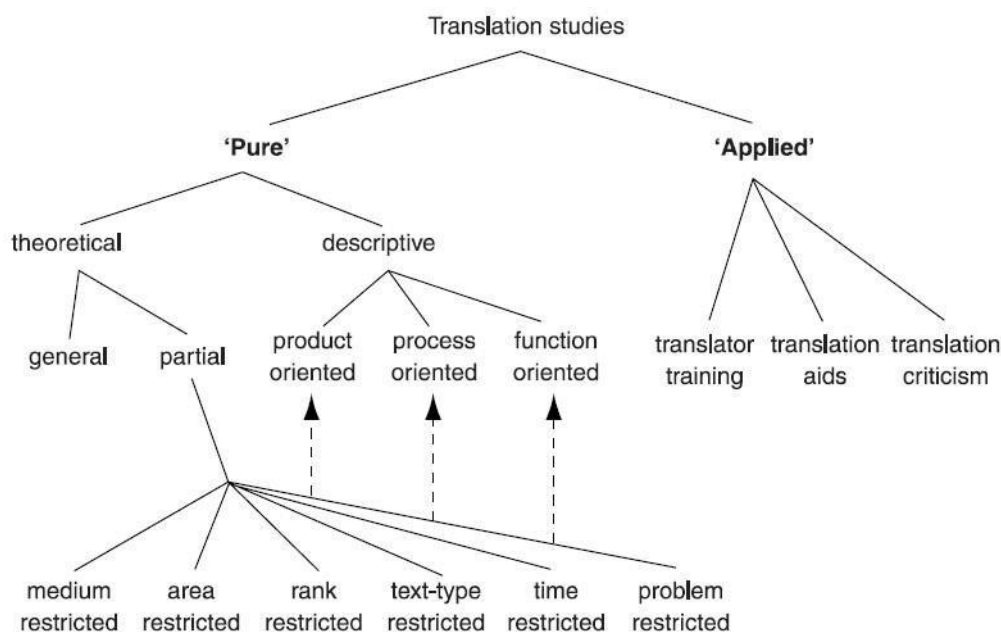 Translation studies
‘Pure’
‘Applied’
theoretical
descriptive
general
partial
product
oriented
process
oriented
function
oriented
translator
training
translation
aids
translation
criticism
medium
restricted
area
restricted
rank
restricted
text-type
restricted
time
restricted
problem
restricted